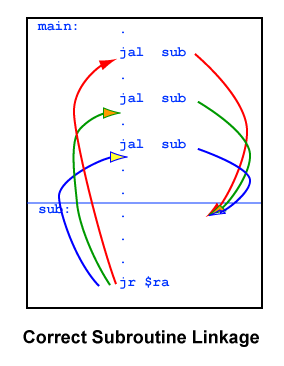 main: .
jal sub
.
jal sub
.
jal sub
.
.
sub: .
.
.
jr $ra
Correct Subroutine Linkage